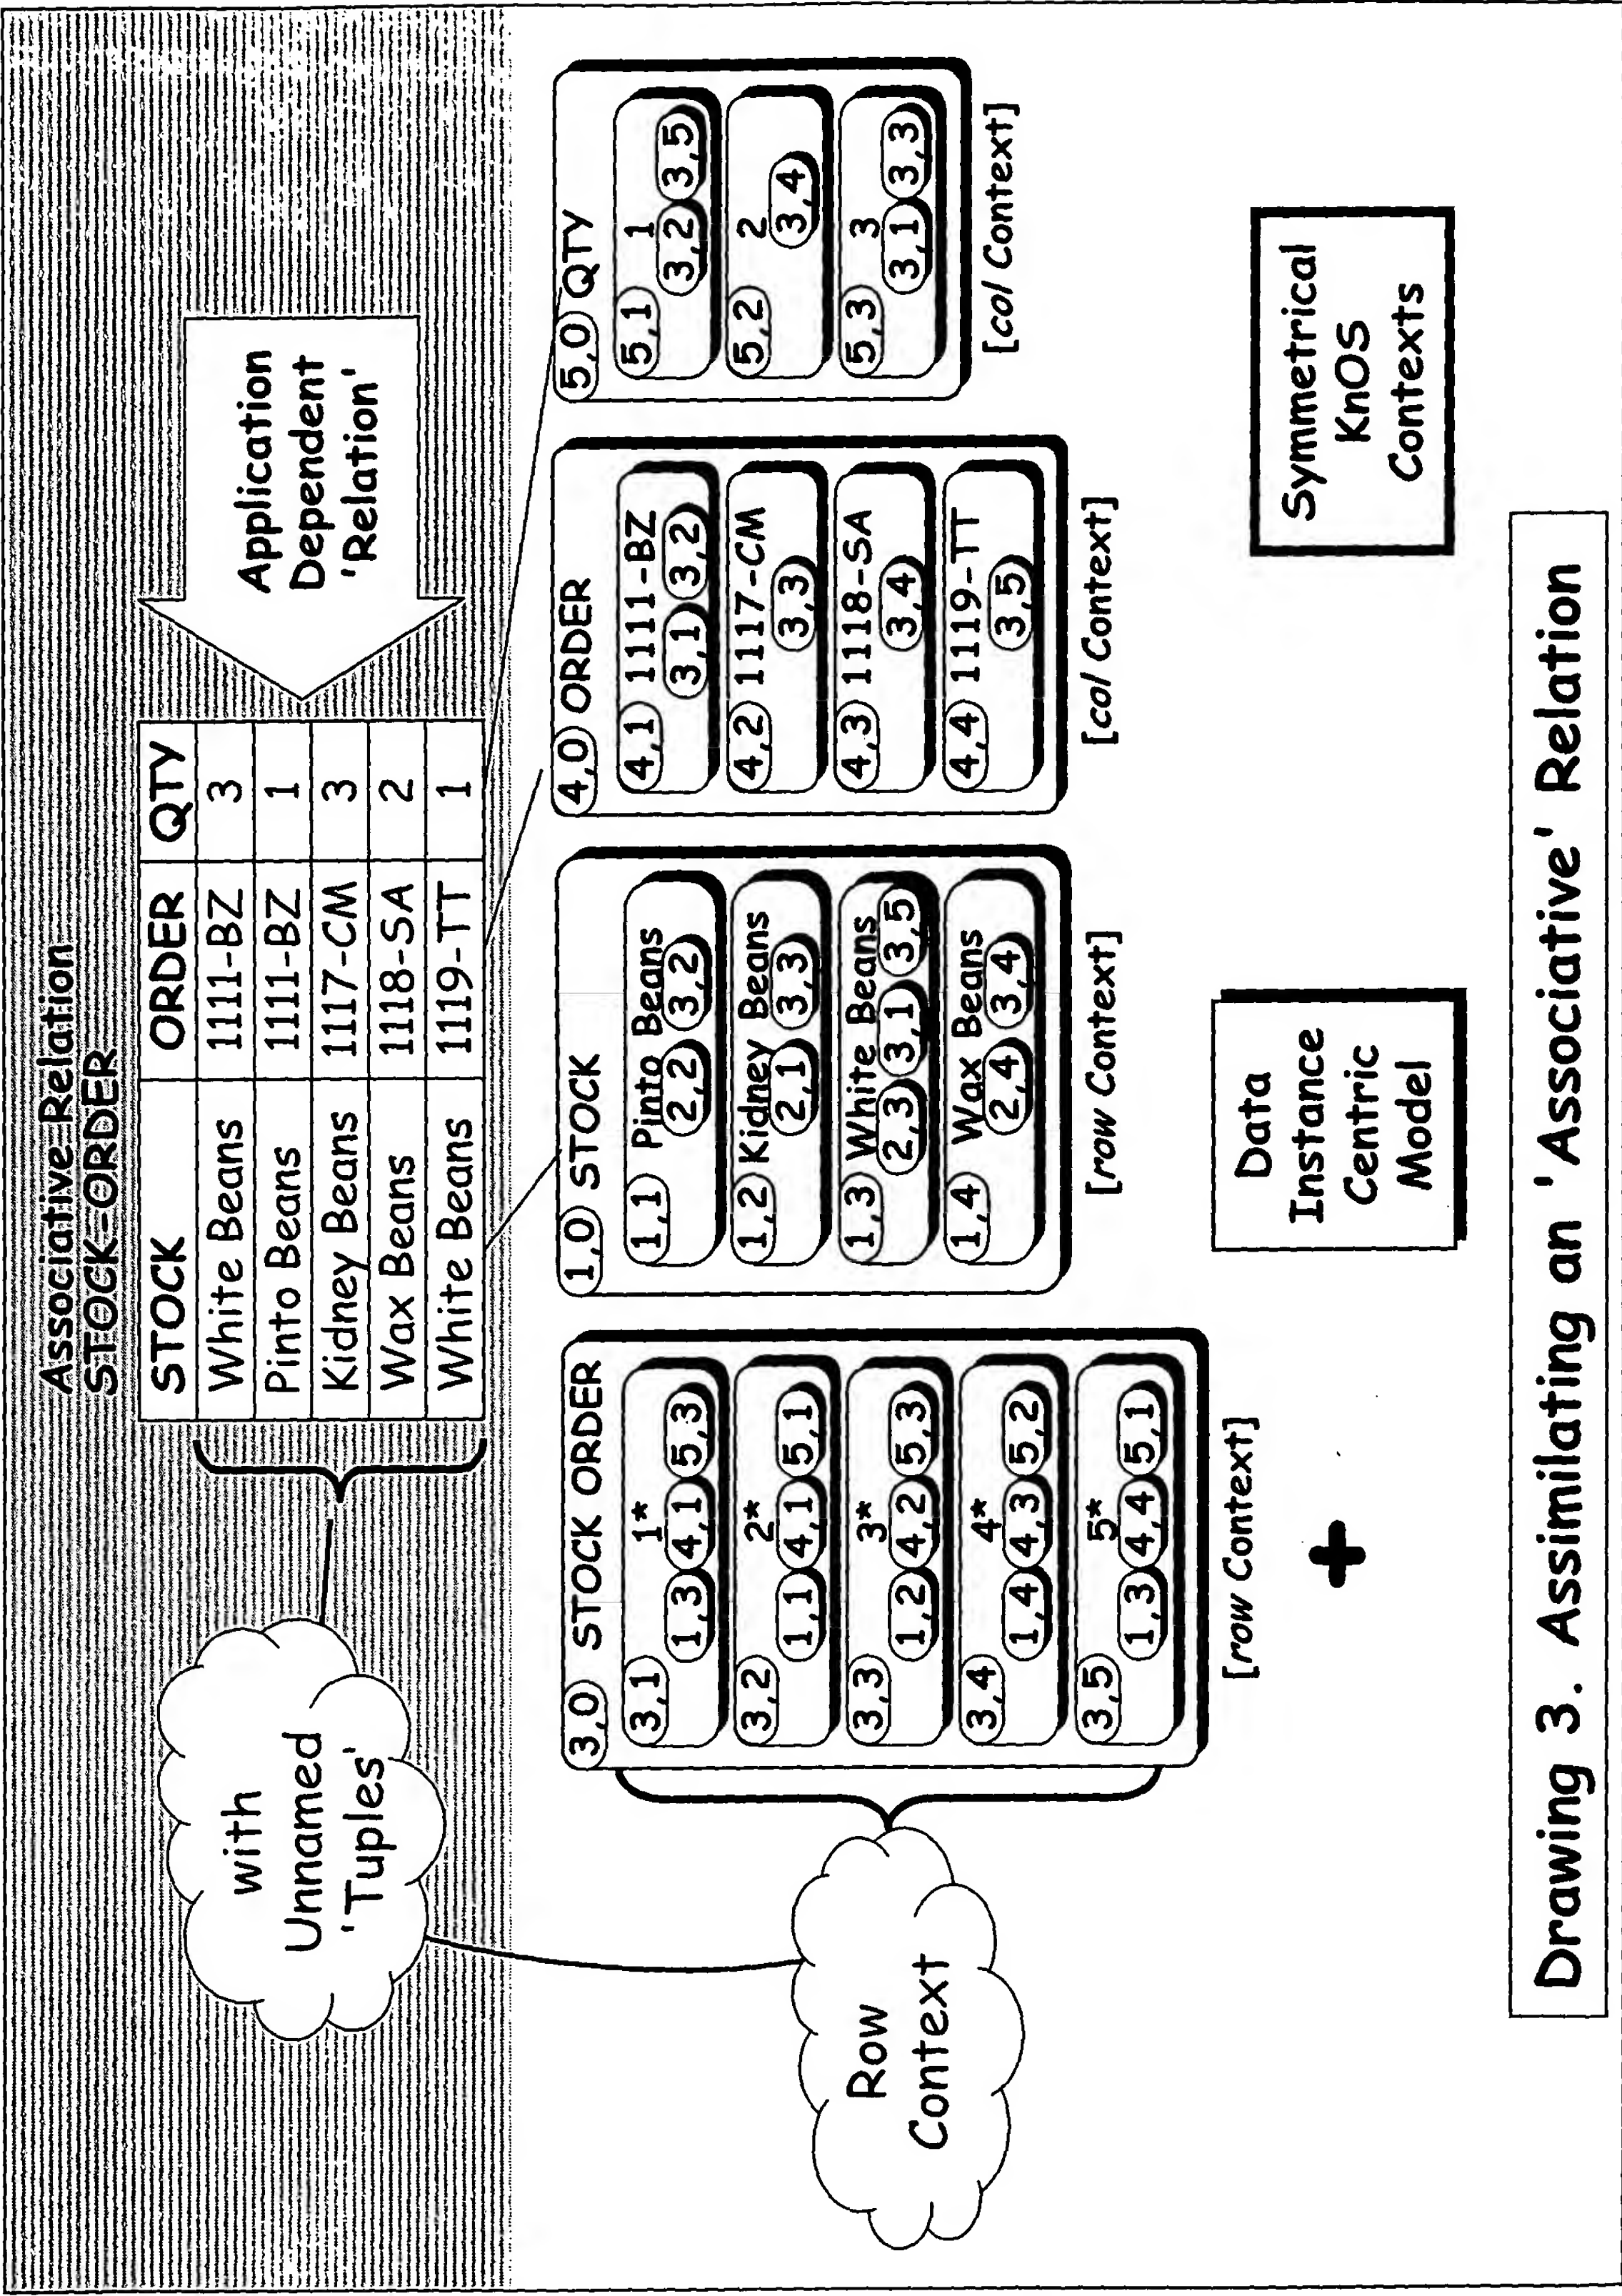 Associative Relation
STOCK-ORDER
STOCK ORDER QTY
White Beans 1111-BZ 3
Pinto Beans 1111-BZ 1
Kidney Beans 1117-CM 3
Wax Beans 1118-SA 2
White Beans 1119-TT 1
Application
Dependent
'Relation'
with
Unnamed
'Tuples'
3,0 STOCK ORDER
3,1 1*
1,3 4,1 5,3
3,2 2*
1,1 4,1 5,1
3,3 3*
1,2 4,2 5,3
3,4 4*
1,4 4,3 5,2
3,5 5*
1,3 4,4 5,1
[row Context]
1,0 STOCK
1,1 Pinto Beans
2,2 3,2
1,2 Kidney Beans
2,1 3,3
1,3 White Beans
2,3 3,1 3,5
1,4 Wax Beans
2,4 3,4
[row Context]
4,0 ORDER
4,1 1111-BZ
3,1 3,2
4,2 1117-CM
3,3
4,3 1118-SA
3,4
4,4 1119-TT
3,5
[col Context]
5,0 QTY
5,1 1
3,2 3,5
5,2 2
3,4
5,3 3
3,1 3,3
[col Context]
Row
Context
+
Data
Instance
Centric
Model
Symmetrical
KnOS
Contexts
Drawing 3. Assimilating an 'Associative' Relation